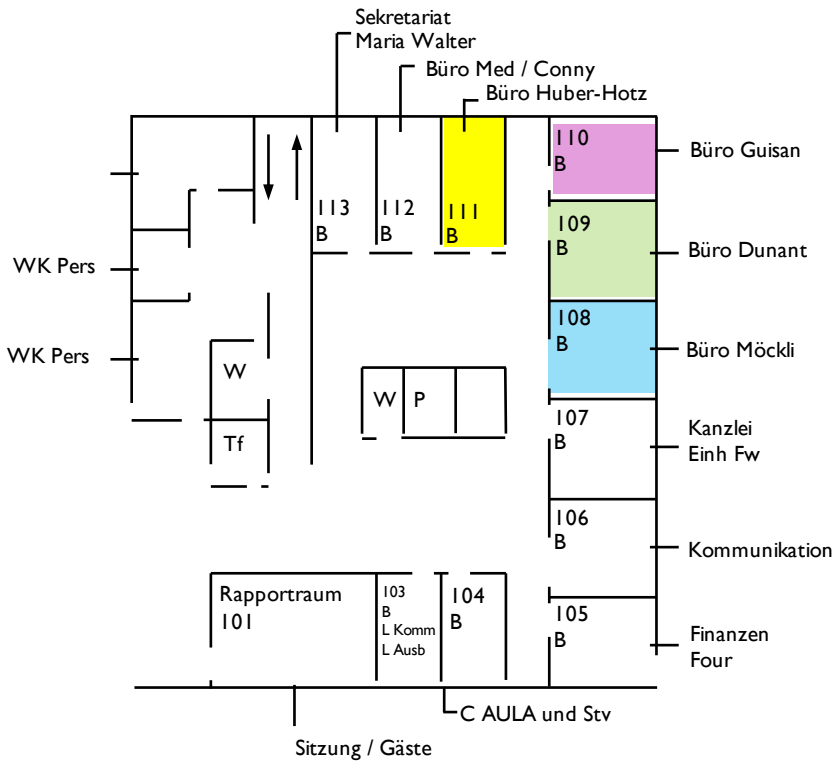 Sekretariat
Maria Walter
Büro Med / Conny
Büro Huber-Hotz
113
B
112
B
111
B
110
B
Büro Guisan
109
B
Büro Dunant
WK Pers
108
B
Büro Möckli
WK Pers
W
Tf
W
P
107
B
Kanzlei
Einh Fw
106
B
Kommunikation
Rapportraum
101
103
B
L Komm
L Ausb
104
B
105
B
Finanzen
Four
C AULA und Stv
Sitzung / Gäste